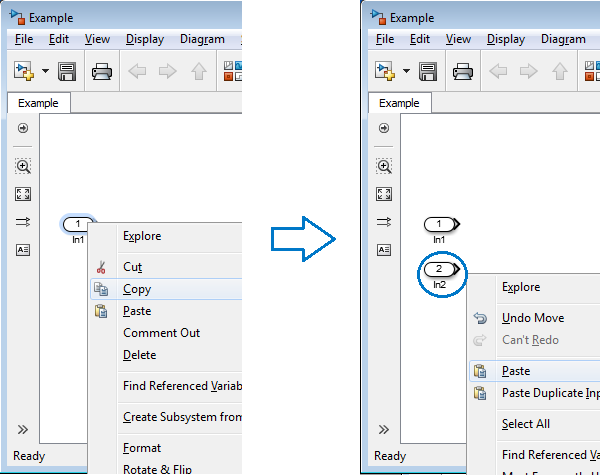 Example
File Edit View Display Diagram
Example
1
In1
Explore
Cut
Copy
Paste
Comment Out
Delete
Find Referenced Variab
Create Subsystem from
Format
Rotate & Flip
Ready
Example
File Edit View Display Diagram
Example
1
In1
2
In2
Explore
Undo Move
Can't Redo
Paste
Paste Duplicate Inp
Select All
Find Referenced Va
Ready